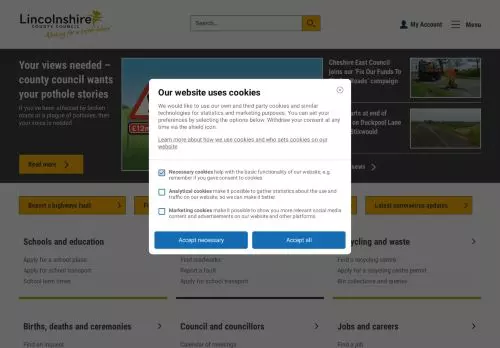 Lincolnshire
COUNTY COUNCIL
Working for a better future
Search...
My Account
Menu
Your views needed –
county council wants
your pothole stories
If you've been affected by broken
roads or a plague of potholes, then
your voice is needed!
Read more
£12m
Cheshire East Council
joins our 'Fix Our Funds To
campaign
starts at end of
on Duckpool Lane
Stixwould
news
Our website uses cookies
We would like to use our own and third party cookies and similar
technologies for statistics and marketing purposes. You can set your
preferences by selecting the options below. Withdraw your consent at
any time via the shield icon.
Learn more about how we use cookies and who sets cookies on our
website
Necessary cookies help with the basic functionality of our website, e.g.
remember if you gave consent to cookies.
Analytical cookies make it possible to gather statistics about the use and
traffic on our website, so we can make it better.
Marketing cookies make it possible to show you more relevant social media
content and advertisements on our website and other platforms.
Accept necessary
Accept all
Report a highways fault
Latest coronavirus updates
Schools and education
Apply for a school place
Apply for school transport
School term times
Find roadworks
Report a fault
Apply for school transport
cycling and waste
Find a recycling centre
Apply for a recycling centre permit
Bin collections and queries
Births, deaths and ceremonies
Find an inquest
Council and councillors
Calendar of meetings
Jobs and careers
Find a job